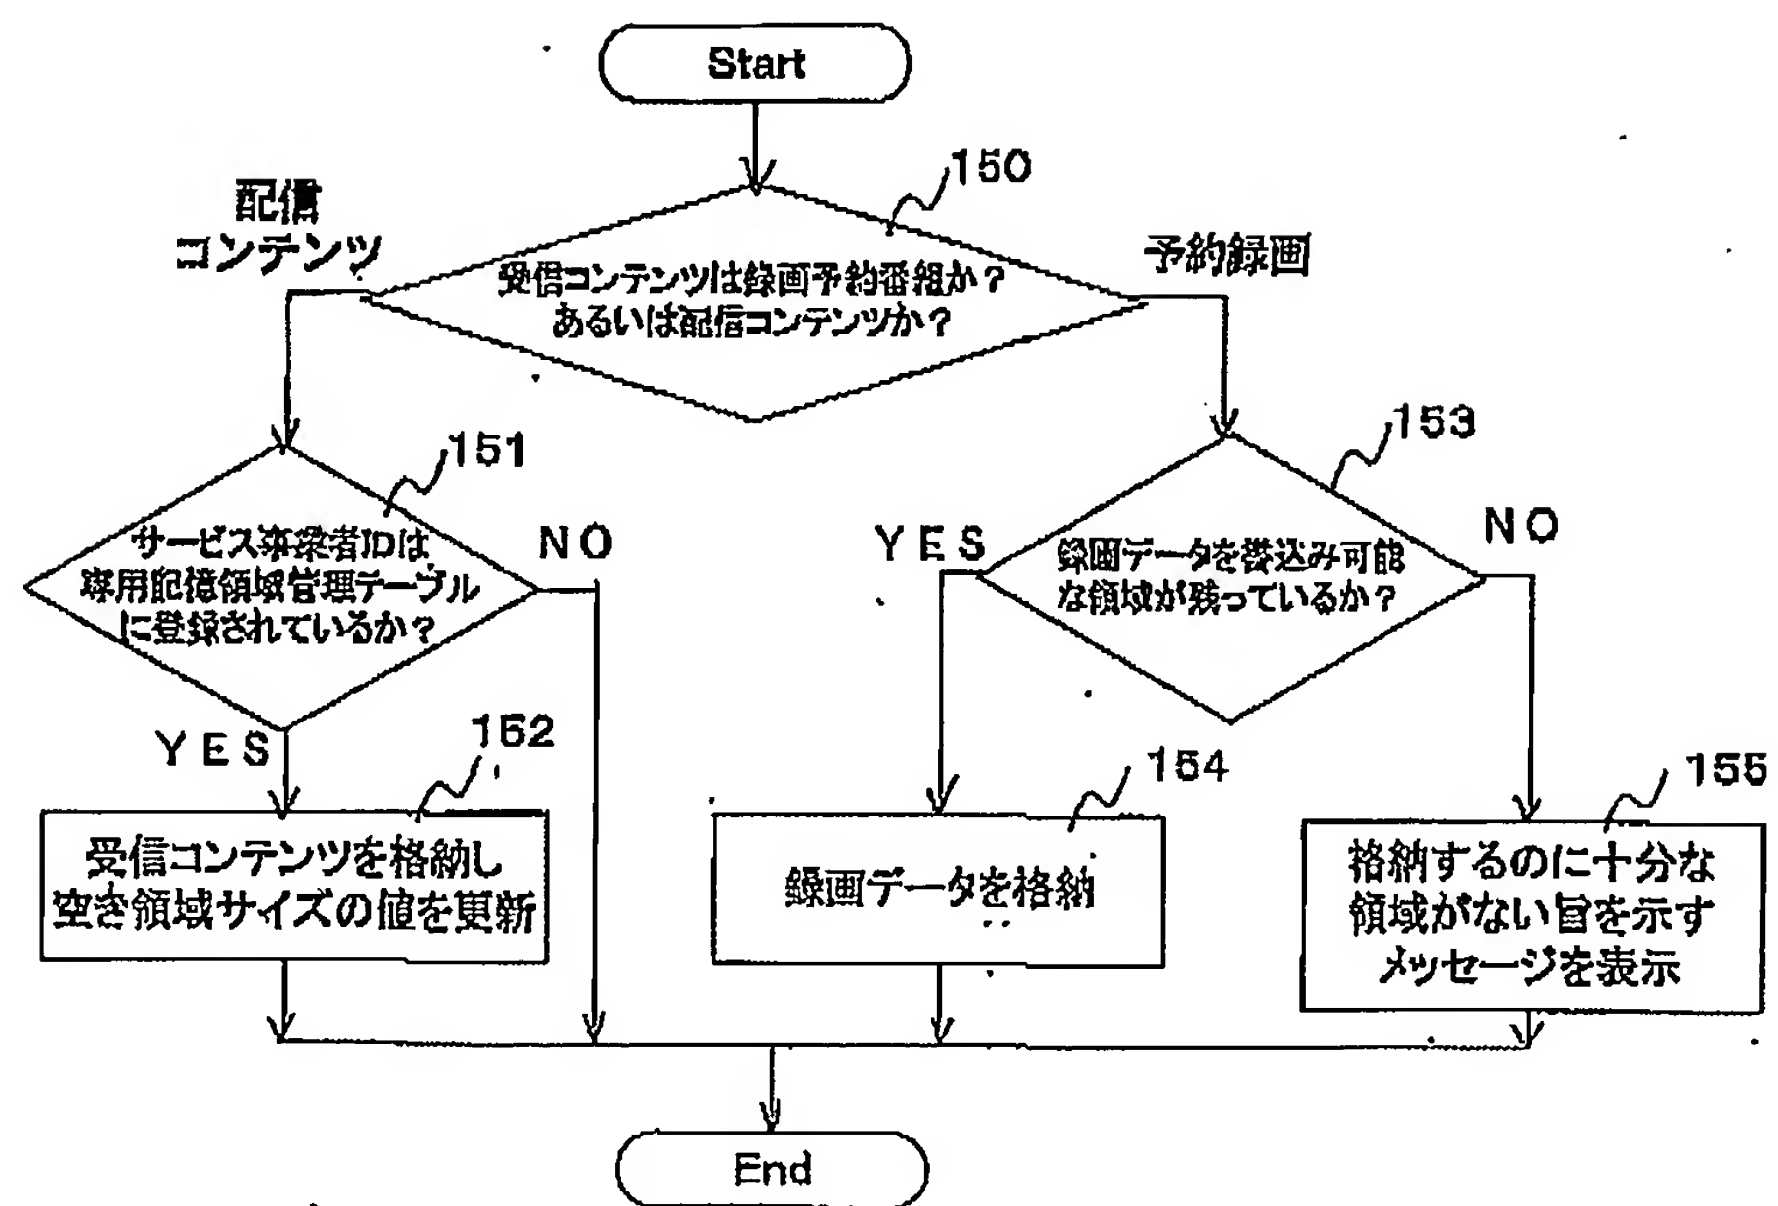 Start
150
配信
コンテンツ
予約録画
受信コンテンツは録画予約番組か?
あるいは配信コンテンツか?
151
153
サービス事業者IDは
専用記憶領域管理テーブル
に登録されているか?
NO
YES
録画データを書込み可能
な領域が残っているか?
NO
YES
152
154
155
受信コンテンツを格納し
空き領域サイズの値を更新
録画データを格納
格納するのに十分な
領域がない旨を示す
メッセージを表示
End